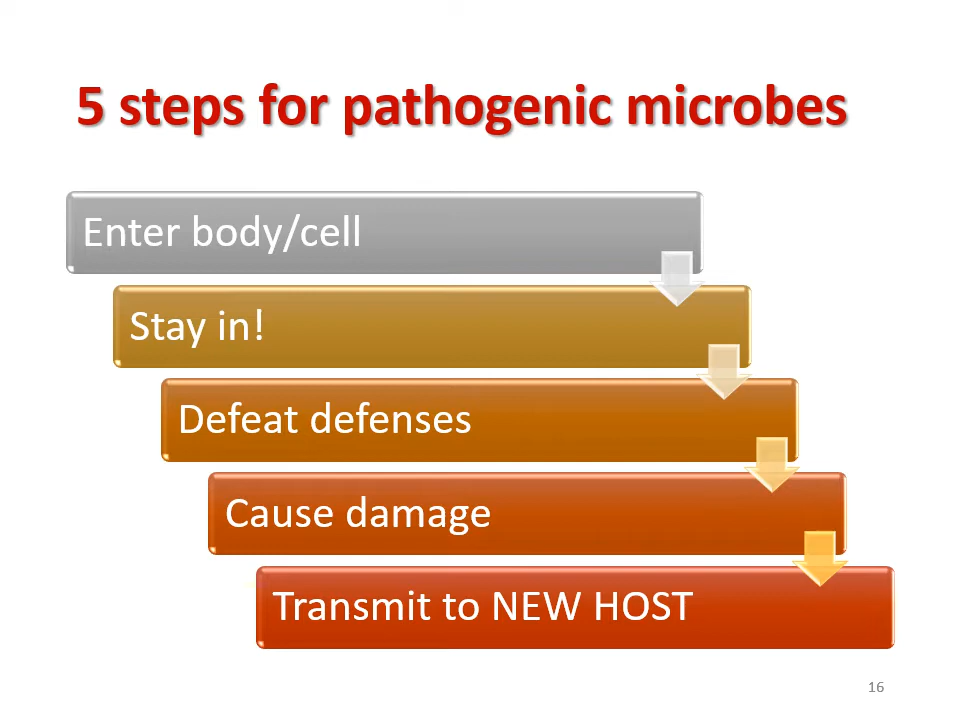 5 steps for pathogenic microbes
Enter body/cell
Stay in!
Defeat defenses
Cause damage
Transmit to NEW HOST
16